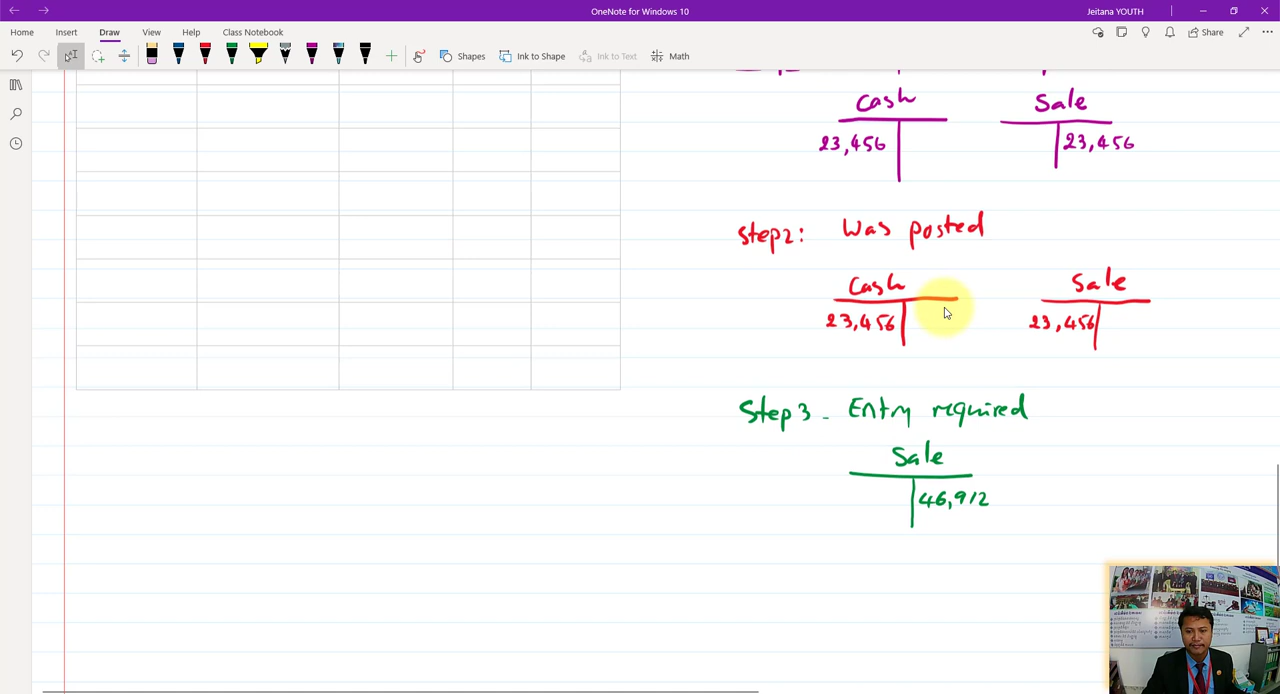 OneNote for Windows 10
Jeitana YOUTH
Home Insert Draw View Help Class Notebook
Share
Shapes Ink to Shape Ink to Text Math
Cash Sale
23,456 23,456
Step2: Was posted
Cash Sale
23,456 23,456
Step 3 - Entry required
Sale
46,912